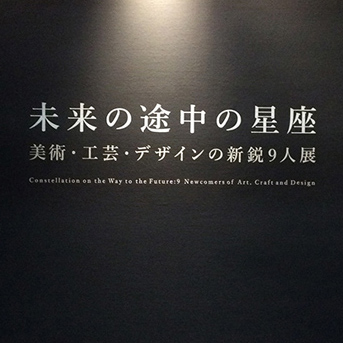 未来の途中の星座
美術・工芸・デザインの新鋭9人展
Constellation on the Way to the Future:9 Newcomers of Art, Craft and Design